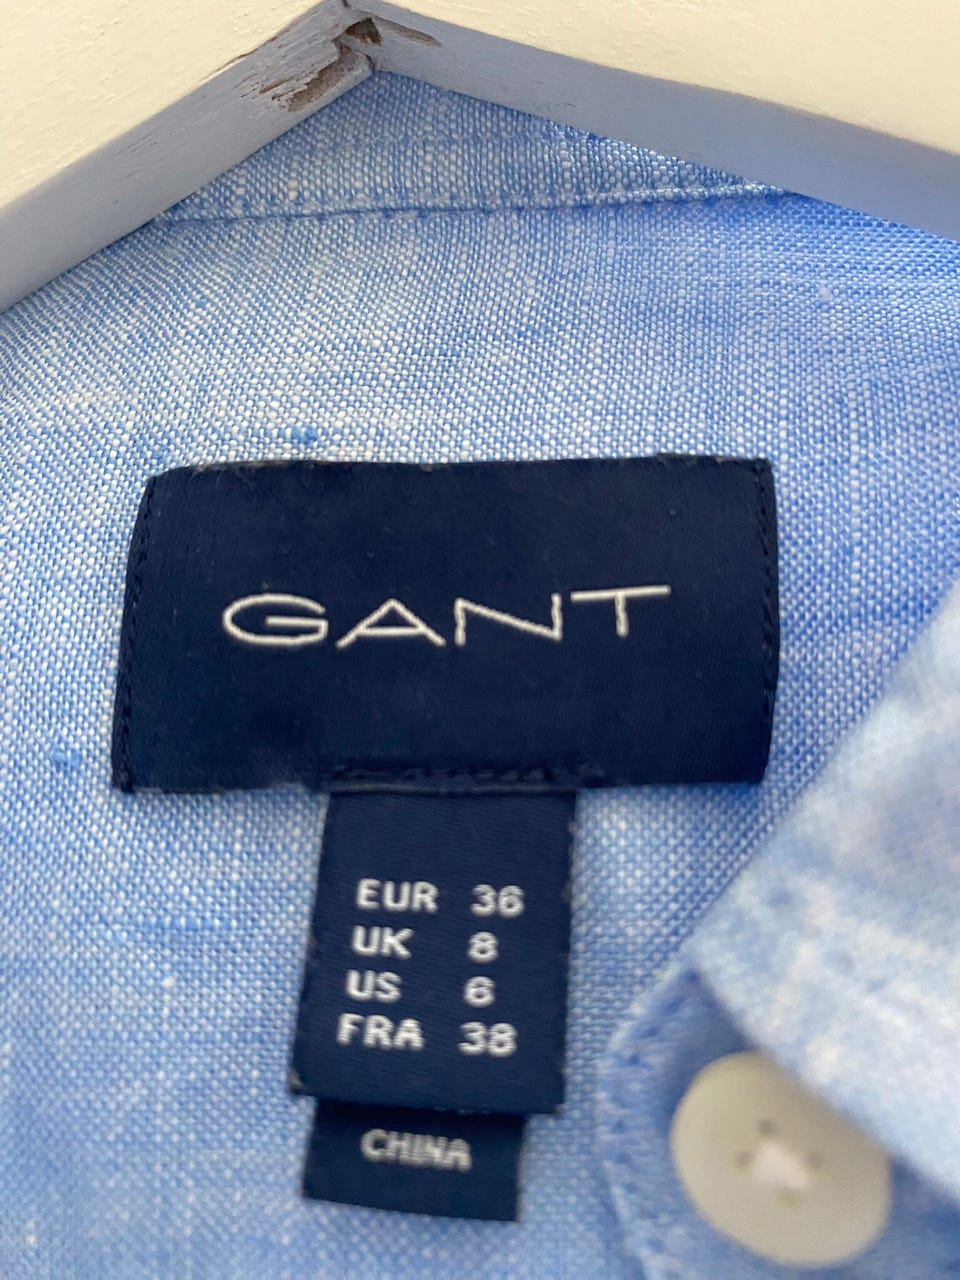 GANT
EUR 36
UK 8
US 6
FRA 38
CHINA